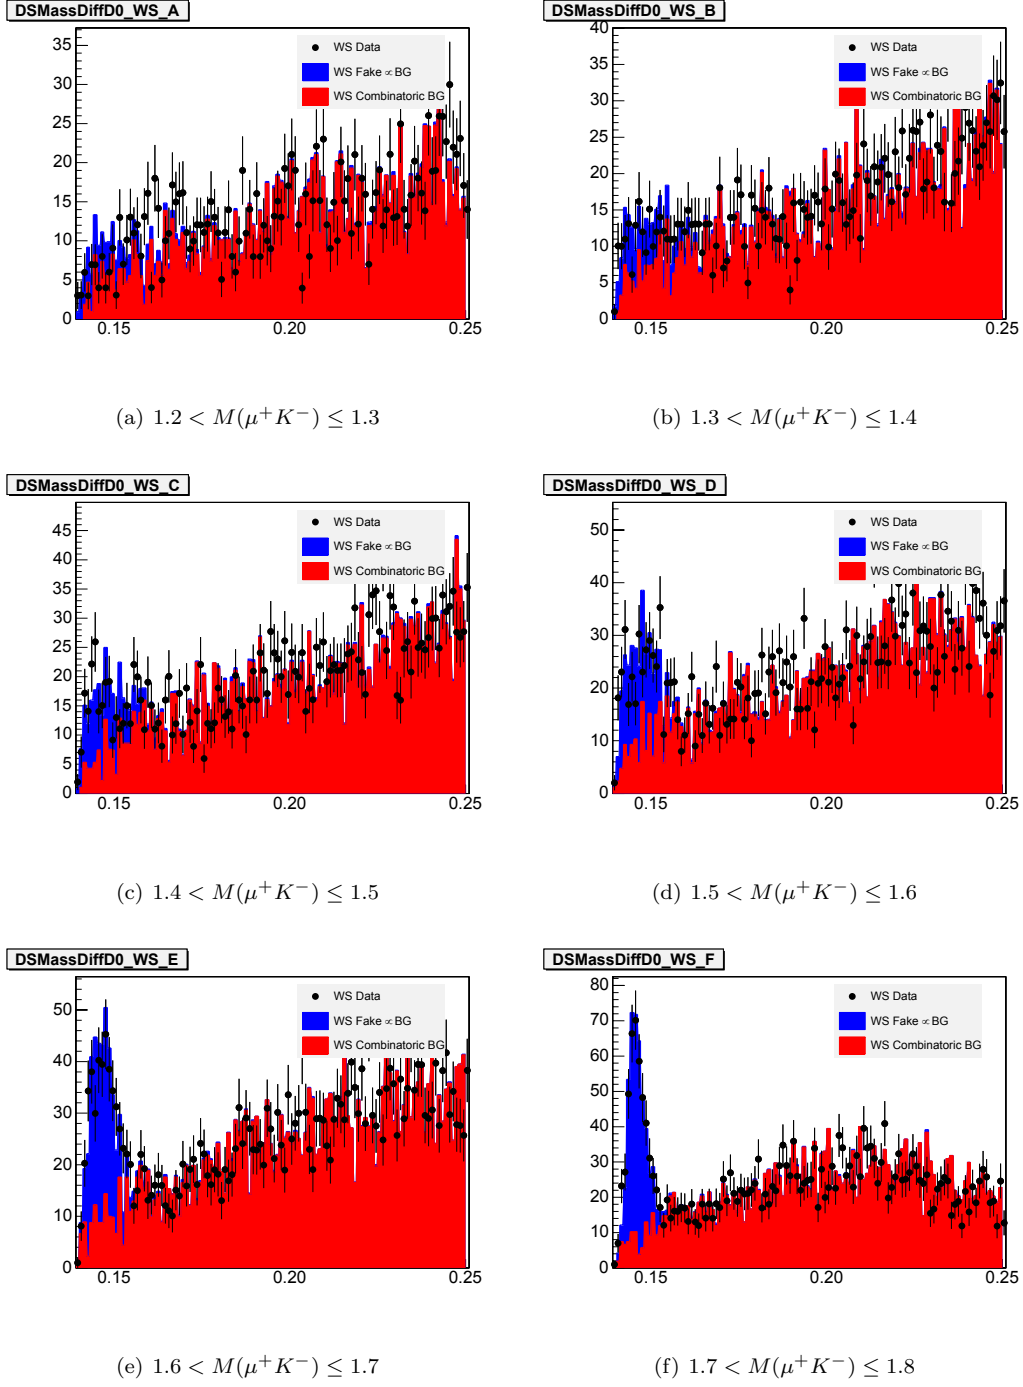 DSMassDiffD0_WS_A
35
30
25
20
15
10
5
0
0.15
0.20
0.25
WS Data
WS Fake ∝ BG
WS Combinatoric BG
(a) 1.2 < M(μ⁺K⁻) ≤ 1.3
DSMassDiffD0_WS_B
40
35
30
25
20
15
10
5
0
0.15
0.20
0.25
WS Data
WS Fake ∝ BG
WS Combinatoric BG
(b) 1.3 < M(μ⁺K⁻) ≤ 1.4
DSMassDiffD0_WS_C
45
40
35
30
25
20
15
10
5
0
0.15
0.20
0.25
WS Data
WS Fake ∝ BG
WS Combinatoric BG
(c) 1.4 < M(μ⁺K⁻) ≤ 1.5
DSMassDiffD0_WS_D
50
40
30
20
10
0
0.15
0.20
0.25
WS Data
WS Fake ∝ BG
WS Combinatoric BG
(d) 1.5 < M(μ⁺K⁻) ≤ 1.6
DSMassDiffD0_WS_E
50
40
30
20
10
0
0.15
0.20
0.25
WS Data
WS Fake ∝ BG
WS Combinatoric BG
(e) 1.6 < M(μ⁺K⁻) ≤ 1.7
DSMassDiffD0_WS_F
80
70
60
50
40
30
20
10
0
0.15
0.20
0.25
WS Data
WS Fake ∝ BG
WS Combinatoric BG
(f) 1.7 < M(μ⁺K⁻) ≤ 1.8